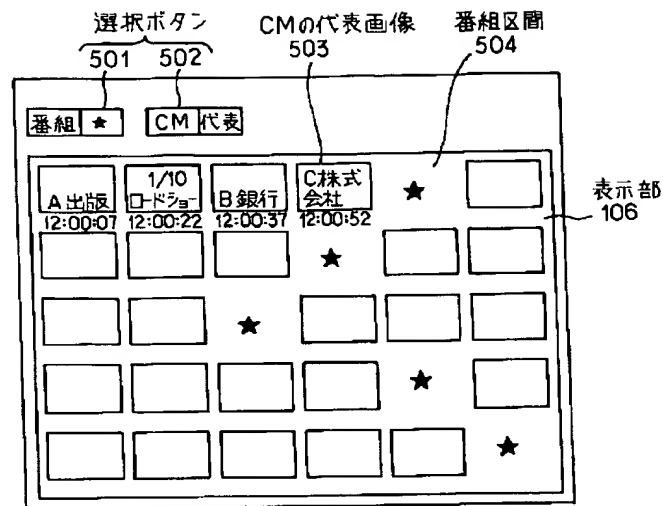 選択ボタン CMの代表画像 番組区間
501 502 503 504
番組 ★ CM 代表
A出版 1/10 ロードショー B銀行 C株式会社 ★
12:00:07 12:00:22 12:00:37 12:00:52
表示部
106
★
★
★
★